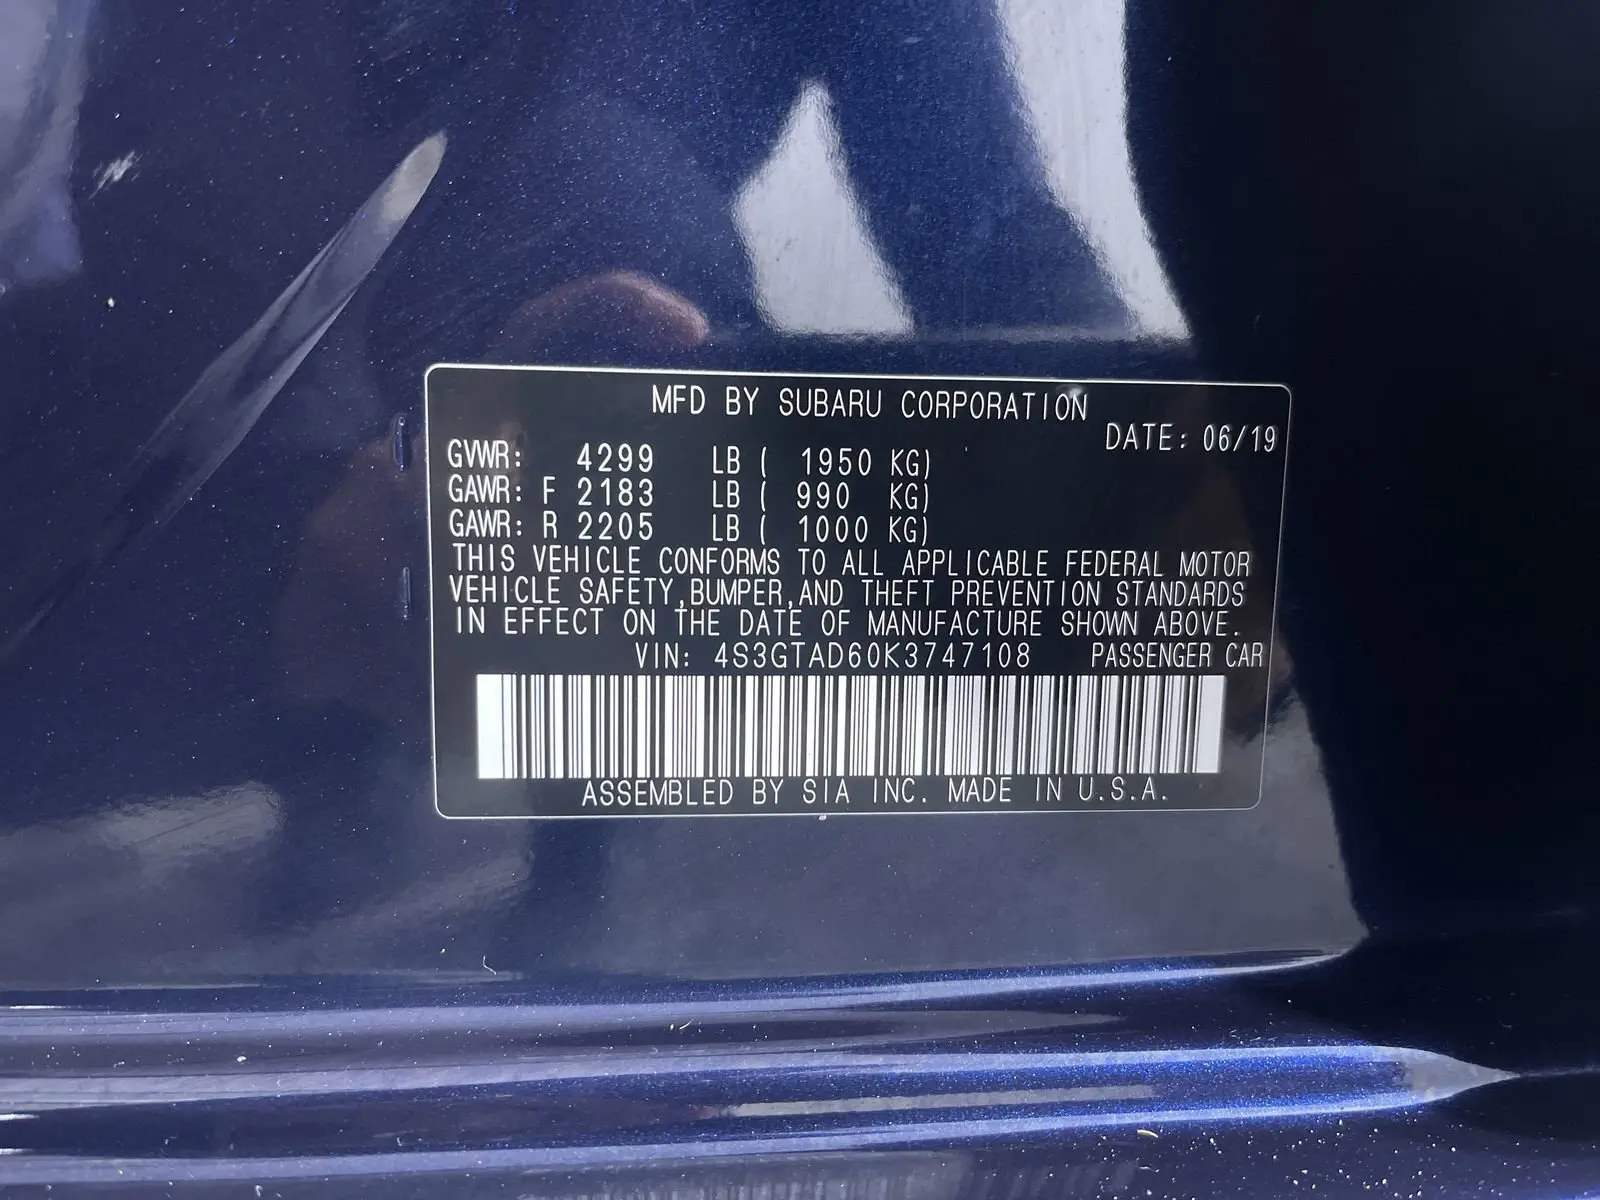 MFD BY SUBARU CORPORATION
DATE: 06/19
GVWR: 4299 LB ( 1950 KG)
GAWR: F 2183 LB ( 990 KG)
GAWR: R 2205 LB ( 1000 KG)
THIS VEHICLE CONFORMS TO ALL APPLICABLE FEDERAL MOTOR
VEHICLE SAFETY,BUMPER,AND THEFT PREVENTION STANDARDS
IN EFFECT ON THE DATE OF MANUFACTURE SHOWN ABOVE.
VIN: 4S3GTAD60K3747108 PASSENGER CAR
ASSEMBLED BY SIA INC. MADE IN U.S.A.